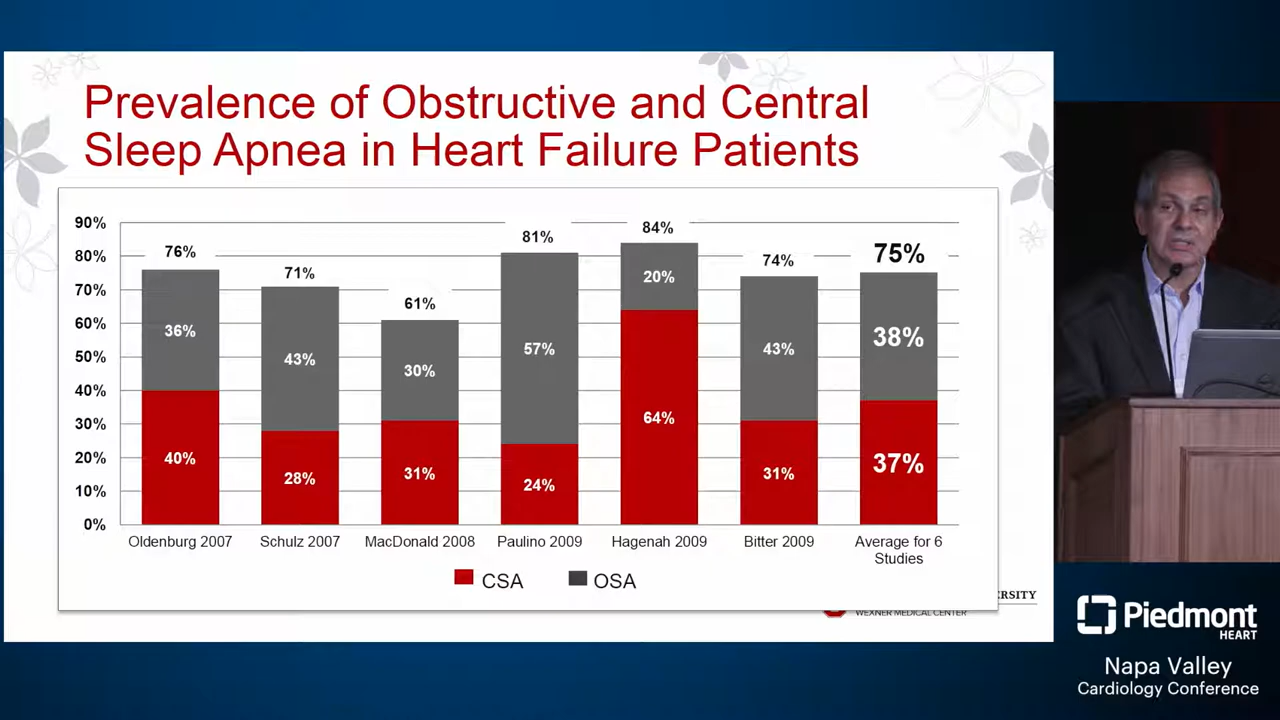 Prevalence of Obstructive and Central
Sleep Apnea in Heart Failure Patients
90%
80%
70%
60%
50%
40%
30%
20%
10%
0%
76%
36%
40%
71%
43%
28%
61%
30%
31%
81%
57%
24%
84%
20%
64%
74%
43%
31%
75%
38%
37%
Oldenburg 2007
Schulz 2007
MacDonald 2008
Paulino 2009
Hagenah 2009
Bitter 2009
Average for 6
Studies
CSA
OSA
ERSITY
WEXNER MEDICAL CENTER
Piedmont
HEART
Napa Valley
Cardiology Conference